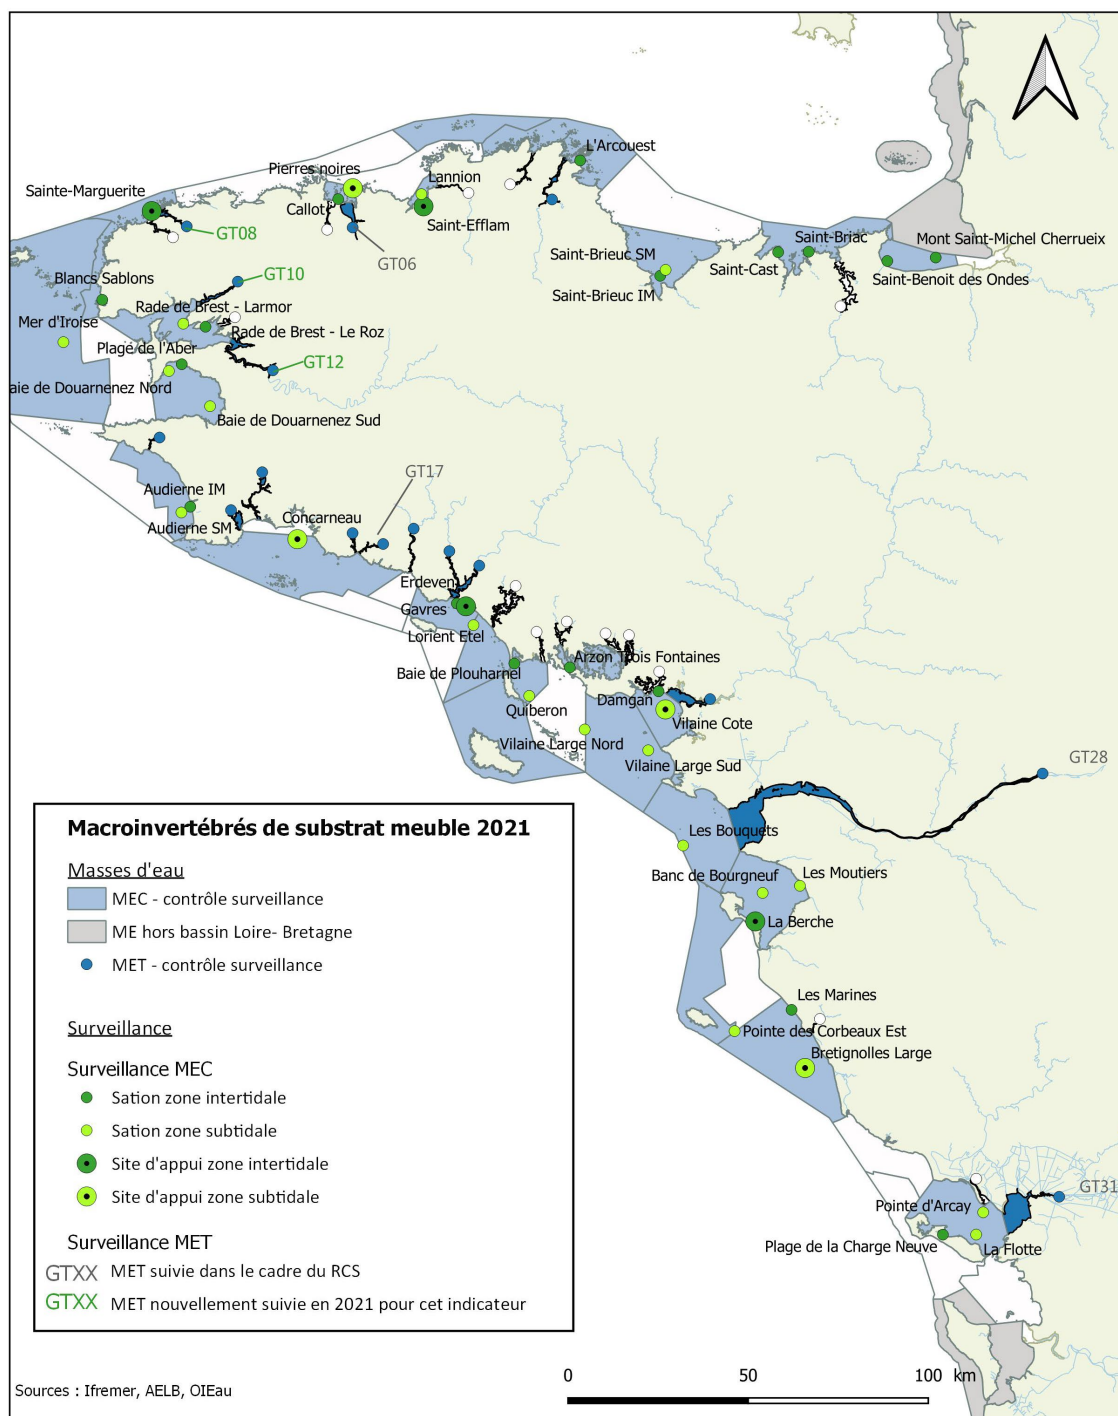 L'Arcouest
Pierres noires
Lannion
Sainte-Marguerite
Callot
Saint-Efflam
GT08
GT06
Saint-Briac
Mont Saint-Michel Cherrueix
Saint-Brieuc SM
Saint-Cast
Saint-Benoit des Ondes
Saint-Brieuc IM
Blancs Sablons
GT10
Rade de Brest - Larmor
Mer d'Iroise
Rade de Brest - Le Roz
Plage de l'Aber
GT12
aie de Douarnenez Nord
Baie de Douarnenez Sud
GT17
Audierne IM
Concarneau
Audierne SM
Erdeven
Gavres
Lorient Etel
Arzon Trois Fontaines
Baie de Plouharnel
Damgan
Quiberon
Vilaine Cote
Vilaine Large Nord
Vilaine Large Sud
GT28
Les Bouquets
Banc de Bourgneuf
Les Moutiers
La Berche
Les Marines
Pointe des Corbeaux Est
Bretignolles Large
GT31
Pointe d'Arcay
Plage de la Charge Neuve
La Flotte
Macroinvertébrés de substrat meuble 2021
Masses d'eau
MEC - contrôle surveillance
ME hors bassin Loire- Bretagne
MET - contrôle surveillance
Surveillance
Surveillance MEC
Sation zone intertidale
Sation zone subtidale
Site d'appui zone intertidale
Site d'appui zone subtidale
Surveillance MET
GTXX MET suivie dans le cadre du RCS
GTXX MET nouvellement suivie en 2021 pour cet indicateur
Sources : Ifremer, AELB, OIEau
0 50 100 km